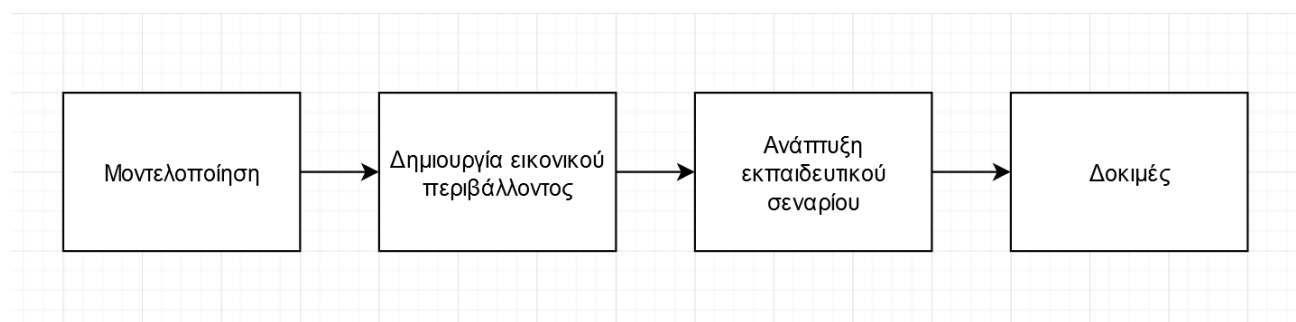 Μοντελοποίηση
Δημιουργία εικονικού
περιβάλλοντος
Ανάπτυξη
εκπαιδευτικού
σεναρίου
Δοκιμές